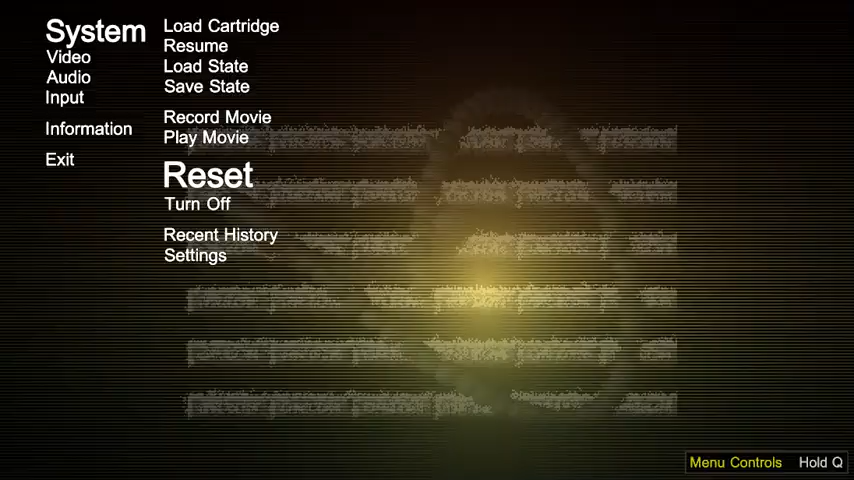 System
Video
Audio
Input
Information
Exit
Load Cartridge
Resume
Load State
Save State
Record Movie
Play Movie
Reset
Turn Off
Recent History
Settings
Menu Controls Hold Q